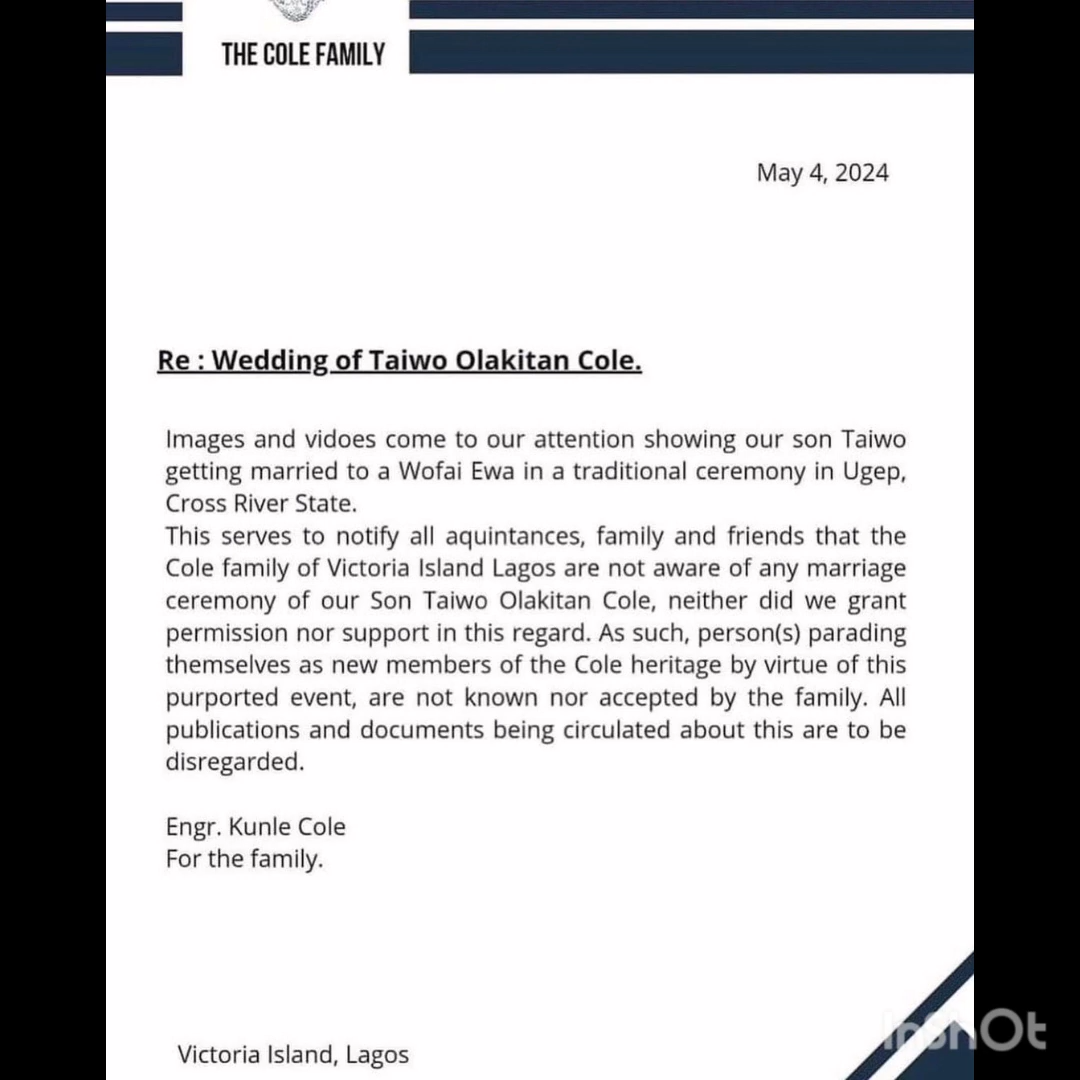 THE COLE FAMILY
May 4, 2024
Re : Wedding of Taiwo Olakitan Cole.
Images and vidoes come to our attention showing our son Taiwo
getting married to a Wofai Ewa in a traditional ceremony in Ugep,
Cross River State.
This serves to notify all aquintances, family and friends that the
Cole family of Victoria Island Lagos are not aware of any marriage
ceremony of our Son Taiwo Olakitan Cole, neither did we grant
permission nor support in this regard. As such, person(s) parading
themselves as new members of the Cole heritage by virtue of this
purported event, are not known nor accepted by the family. All
publications and documents being circulated about this are to be
disregarded.
Engr. Kunle Cole
For the family.
Victoria Island, Lagos
InShOt